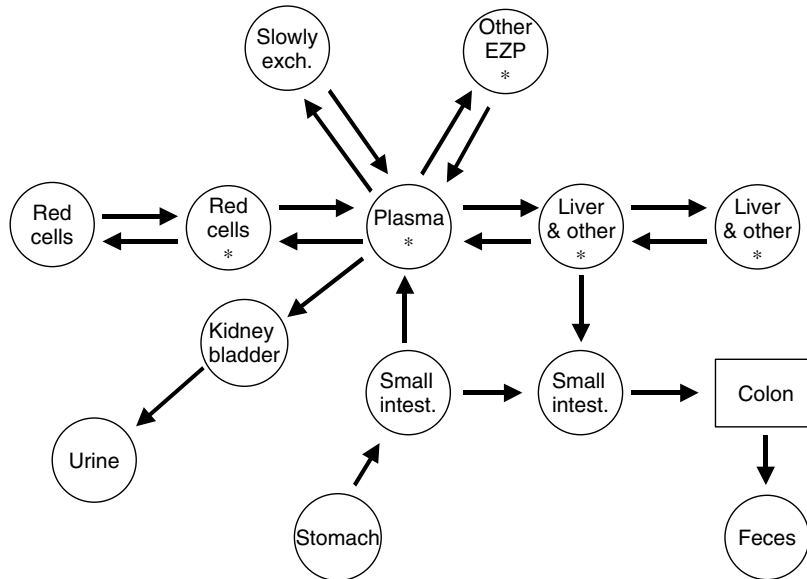 Slowly
exch.
Other
EZP
*
Red
cells
Red
cells
*
Plasma
*
Liver
& other
*
Liver
& other
*
Kidney
bladder
Small
intest.
Small
intest.
Colon
Urine
Stomach
Feces